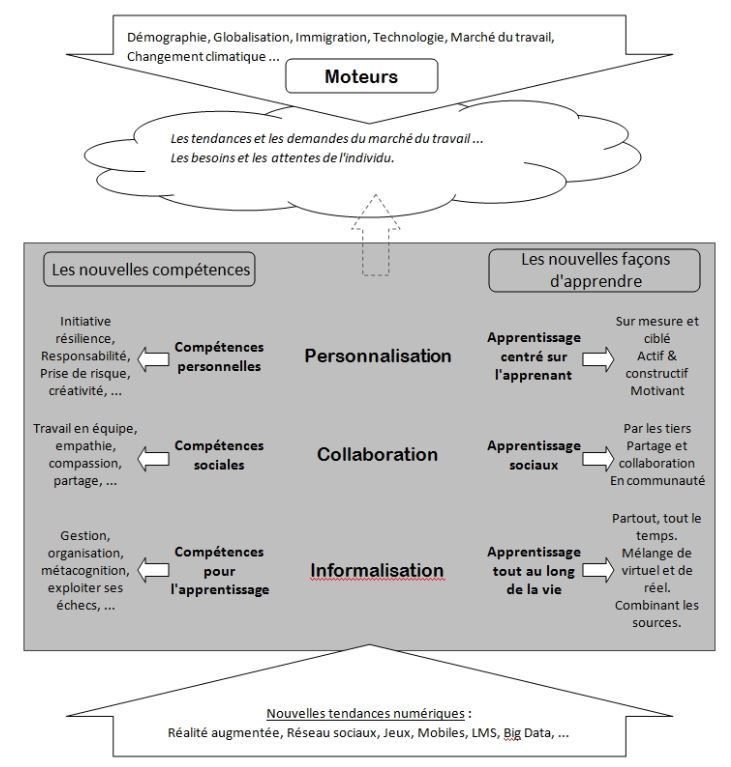 Démographie, Globalisation, Immigration, Technologie, Marché du travail,
Changement climatique ...
Moteurs
Les tendances et les demandes du marché du travail ...
Les besoins et les attentes de l'individu.
Les nouvelles compétences
Les nouvelles façons
d'apprendre
Initiative
résilience,
Responsabilité,
Prise de risque,
créativité, ...
Compétences
personnelles
Personnalisation
Apprentissage
centré sur
l'apprenant
Sur mesure et
ciblé
Actif &
constructif
Motivant
Travail en équipe,
empathie,
compassion,
partage, ...
Compétences
sociales
Collaboration
Apprentissage
sociaux
Par les tiers
Partage et
collaboration
En communauté
Gestion,
organisation,
métacognition,
exploiter ses
échecs, ...
Compétences
pour
l'apprentissage
Informalisation
Apprentissage
tout au long
de la vie
Partout, tout le
temps.
Mélange de
virtuel et de
réel.
Combinant les
sources.
Nouvelles tendances numériques :
Réalité augmentée, Réseau sociaux, Jeux, Mobiles, LMS, Big Data, ...